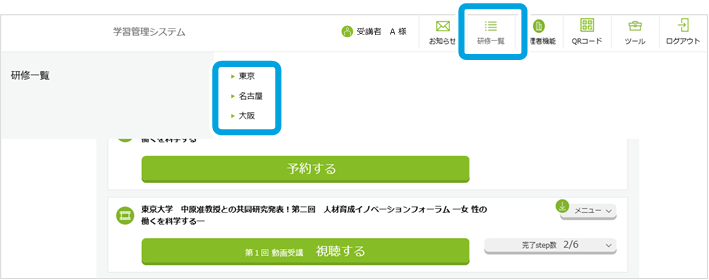 学習管理システム
受講者 A 様
お知らせ
研修一覧
理者機能
QRコード
ツール
ログアウト
研修一覧
東京
名古屋
大阪
働くを科学する
予約する
東京大学 中原准教授との共同研究発表！第二回 人材育成イノベーションフォーラム ―女 性の
働くを科学する―
メニュー
第1回 動画受講 視聴する
完了step数 2/6